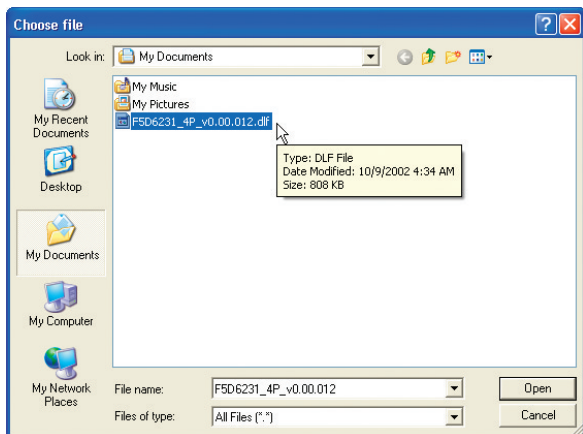 Choose file
Look in: My Documents
My Music
My Pictures
F5D6231_4P_v0.00.012.dlf
Type: DLF File
Date Modified: 10/9/2002 4:34 AM
Size: 808 KB
My Recent
Documents
Desktop
My Documents
My Computer
My Network
Places
File name: F5D6231_4P_v0.00.012 Open
Files of type: All Files (*.*) Cancel